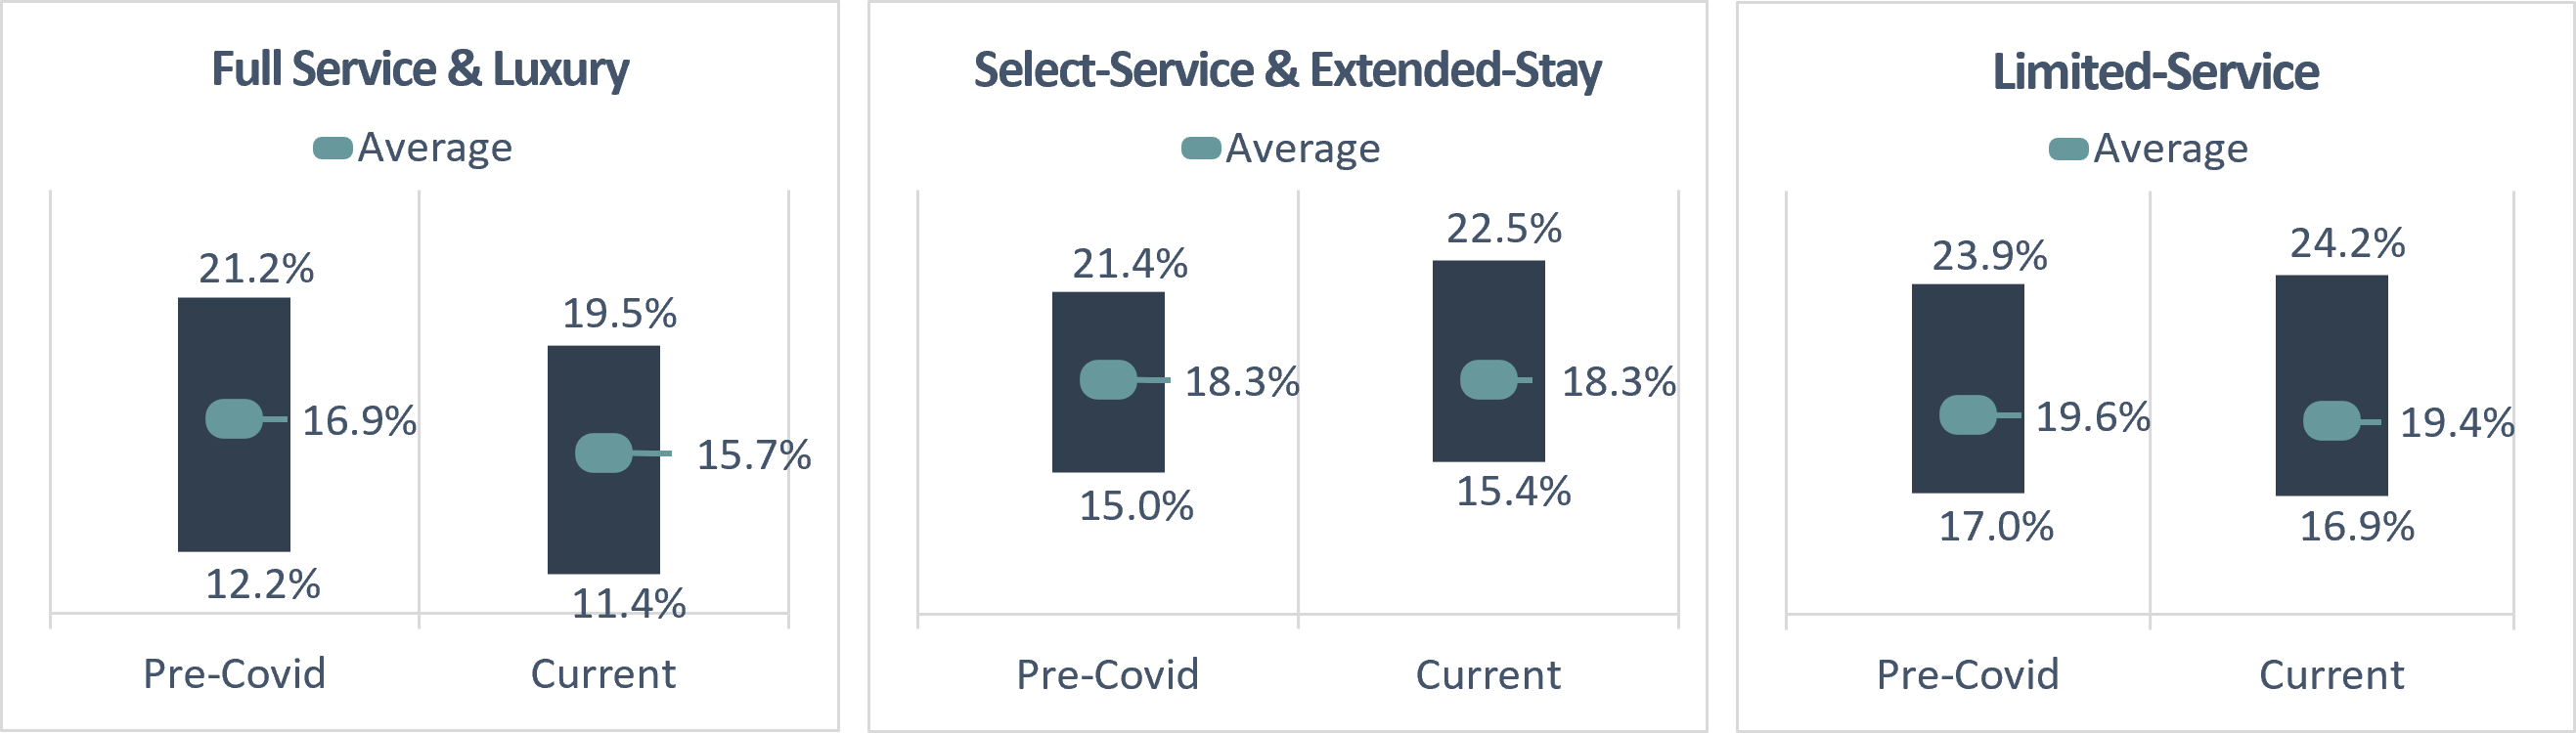 Full Service & Luxury
Average
21.2%
19.5%
16.9%
15.7%
12.2%
11.4%
Pre-Covid
Current
Select-Service & Extended-Stay
Average
21.4%
22.5%
18.3%
18.3%
15.0%
15.4%
Pre-Covid
Current
Limited-Service
Average
23.9%
24.2%
19.6%
19.4%
17.0%
16.9%
Pre-Covid
Current